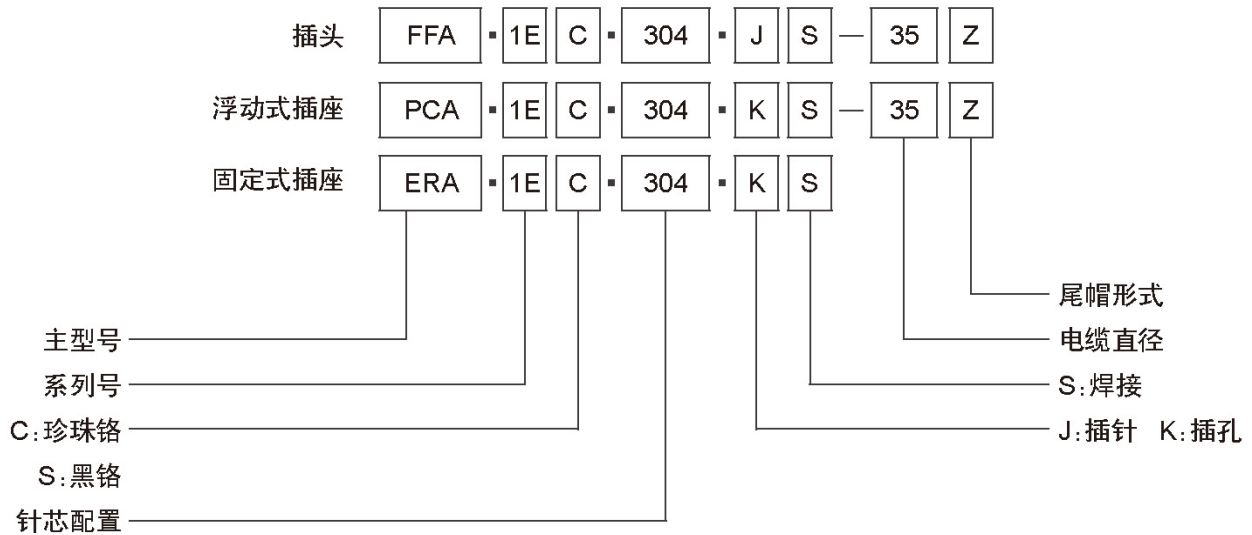 插头 FFA · 1E C · 304 · J S — 35 Z
浮动式插座 PCA · 1E C · 304 · K S — 35 Z
固定式插座 ERA · 1E C · 304 · K S
尾帽形式
主型号 电缆直径
系列号 S:焊接
C:珍珠铬 J:插针 K:插孔
S:黑铬
针芯配置